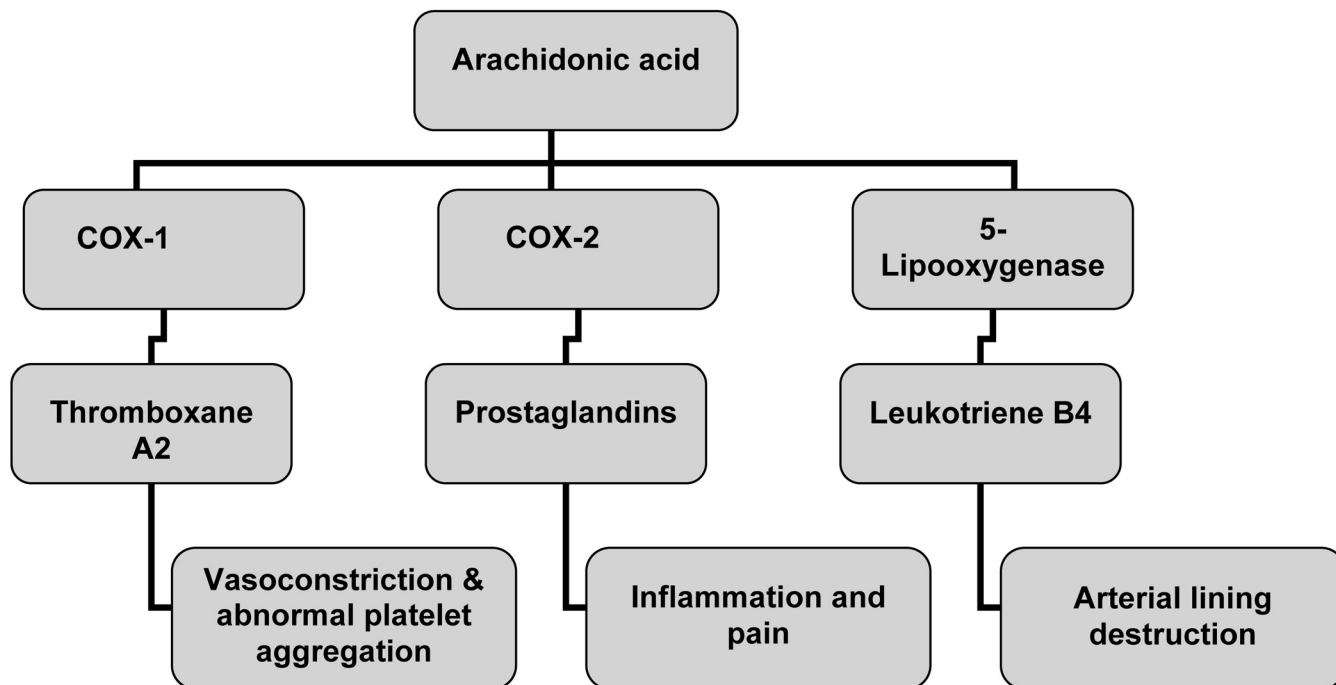 Arachidonic acid
COX-1
COX-2
5-
Lipooxygenase
Thromboxane
A2
Prostaglandins
Leukotriene B4
Vasoconstriction &
abnormal platelet
aggregation
Inflammation and
pain
Arterial lining
destruction